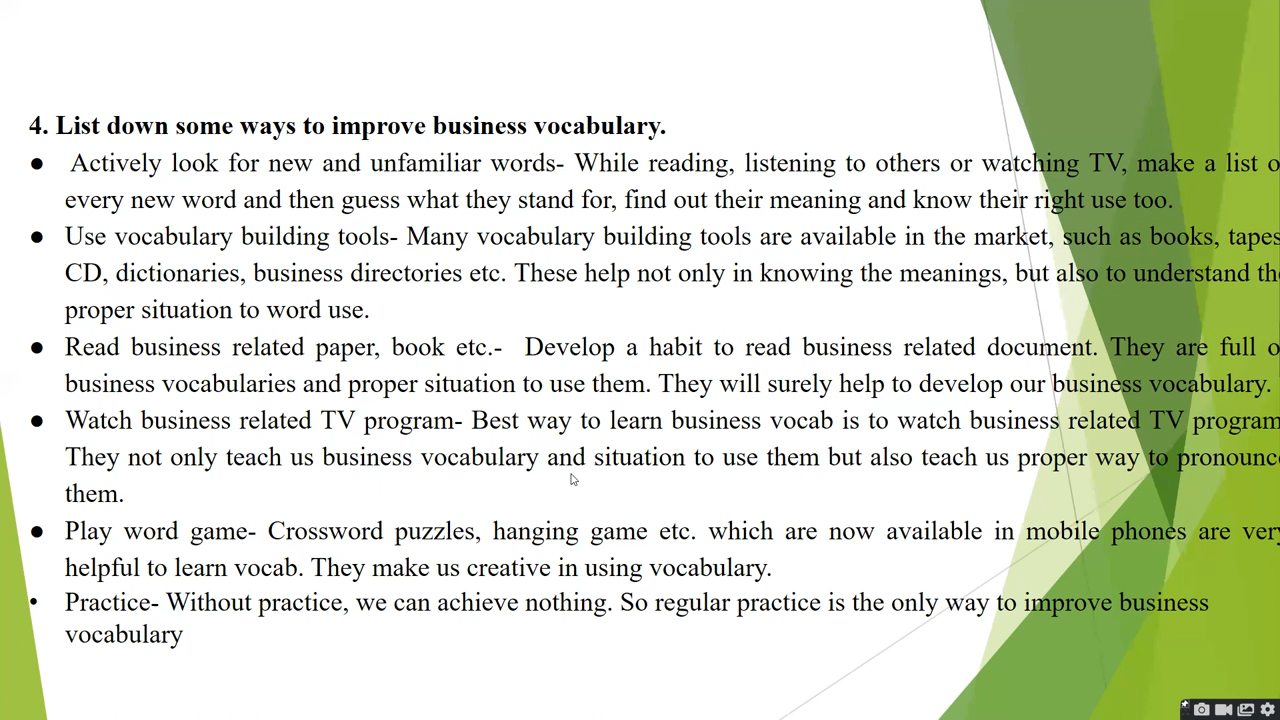 4. List down some ways to improve business vocabulary.
● Actively look for new and unfamiliar words- While reading, listening to others or watching TV, make a list o
every new word and then guess what they stand for, find out their meaning and know their right use too.
● Use vocabulary building tools- Many vocabulary building tools are available in the market, such as books, tapes
CD, dictionaries, business directories etc. These help not only in knowing the meanings, but also to understand the
proper situation to word use.
● Read business related paper, book etc.- Develop a habit to read business related document. They are full o
business vocabularies and proper situation to use them. They will surely help to develop our business vocabulary.
● Watch business related TV program- Best way to learn business vocab is to watch business related TV program
They not only teach us business vocabulary and situation to use them but also teach us proper way to pronounce
them.
● Play word game- Crossword puzzles, hanging game etc. which are now available in mobile phones are very
helpful to learn vocab. They make us creative in using vocabulary.
• Practice- Without practice, we can achieve nothing. So regular practice is the only way to improve business
vocabulary